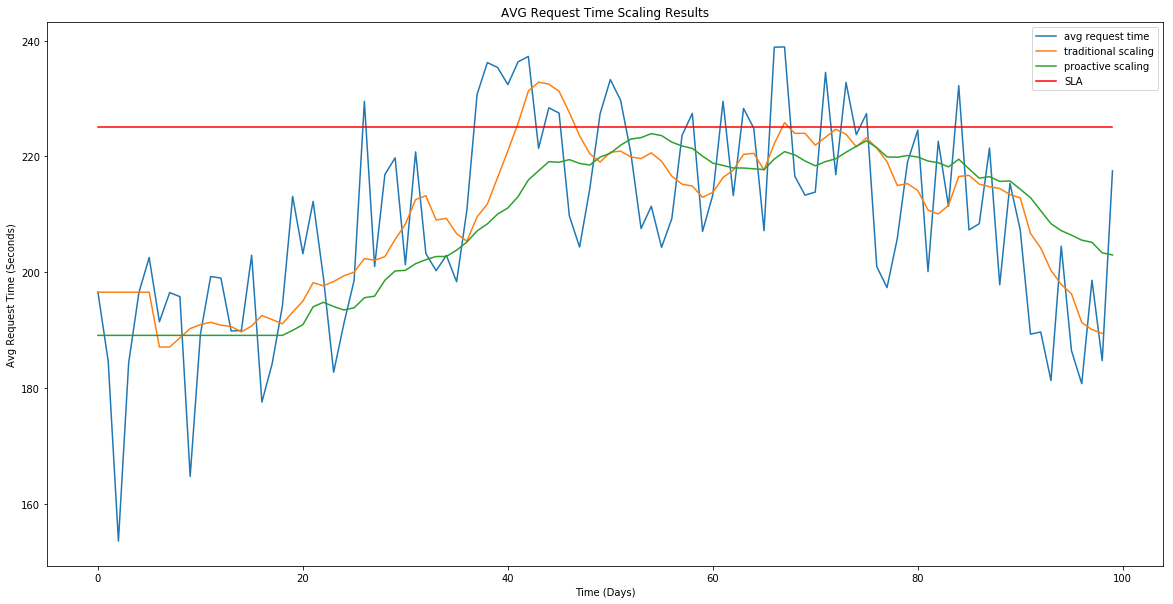 AVG Request Time Scaling Results
avg request time
traditional scaling
proactive scaling
SLA
Avg Request Time (Seconds)
240
220
200
180
160
0
20
40
60
80
100
Time (Days)